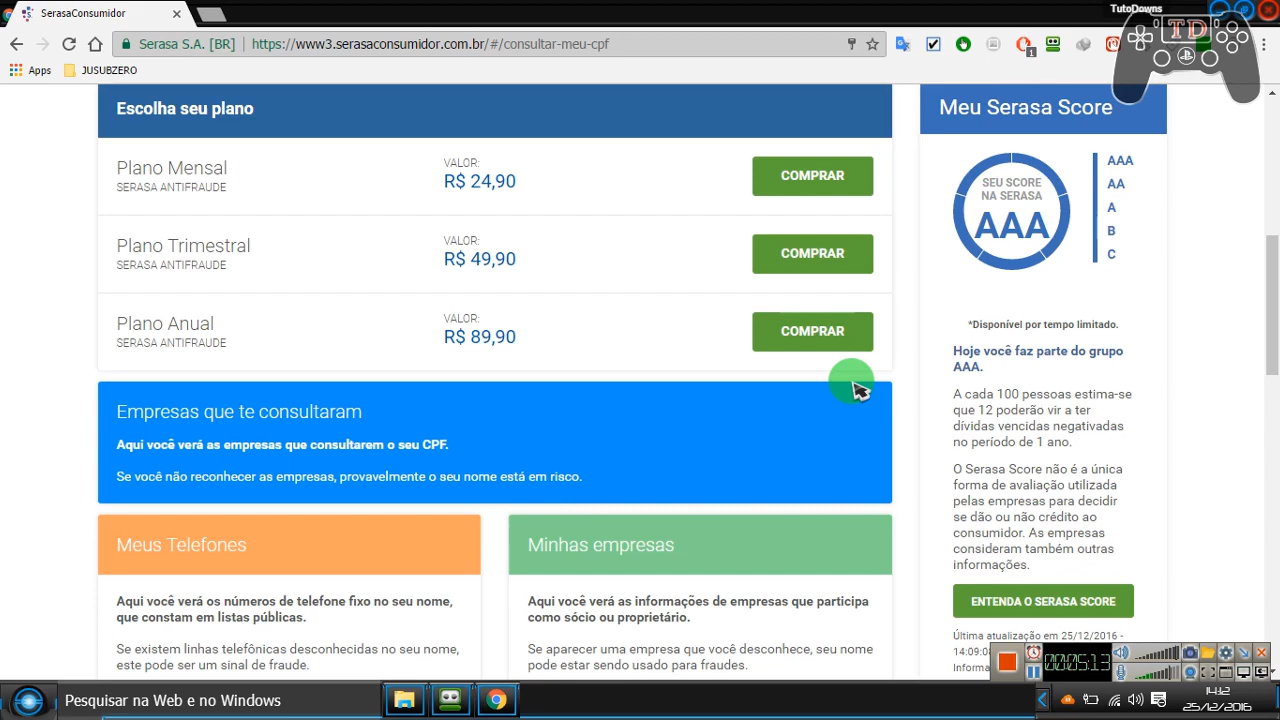 SerasaConsumidor
TutoDowns
TD
Serasa S.A. [BR]
https://www3.serasaconsumidor.com.br/#/consultar-meu-cpf
1
Apps
JUSUBZERO
Escolha seu plano
Plano Mensal
SERASA ANTIFRAUDE
VALOR:
R$ 24,90
COMPRAR
Plano Trimestral
SERASA ANTIFRAUDE
VALOR:
R$ 49,90
COMPRAR
Plano Anual
SERASA ANTIFRAUDE
VALOR:
R$ 89,90
COMPRAR
Empresas que te consultaram
Aqui você verá as empresas que consultarem o seu CPF.
Se você não reconhecer as empresas, provavelmente o seu nome está em risco.
Meus Telefones
Aqui você verá os números de telefone fixo no seu nome,
que constam em listas públicas.
Se existem linhas telefônicas desconhecidas no seu nome,
este pode ser um sinal de fraude.
Minhas empresas
Aqui você verá as informações de empresas que participa
como sócio ou proprietário.
Se aparecer uma empresa que você desconhece, seu nome
pode estar sendo usado para fraudes.
Meu Serasa Score
SEU SCORE
NA SERASA
AAA
AAA
AA
A
B
C
*Disponível por tempo limitado.
Hoje você faz parte do grupo
AAA.
A cada 100 pessoas estima-se
que 12 poderão vir a ter
dívidas vencidas negativadas
no período de 1 ano.
O Serasa Score não é a única
forma de avaliação utilizada
pelas empresas para decidir
se dão ou não crédito ao
consumidor. As empresas
consideram também outras
informações.
ENTENDA O SERASA SCORE
Última atualização em 25/12/2016 -
14:09:08
Informa
00:05:13
Pesquisar na Web e no Windows
14:12
25/12/2016